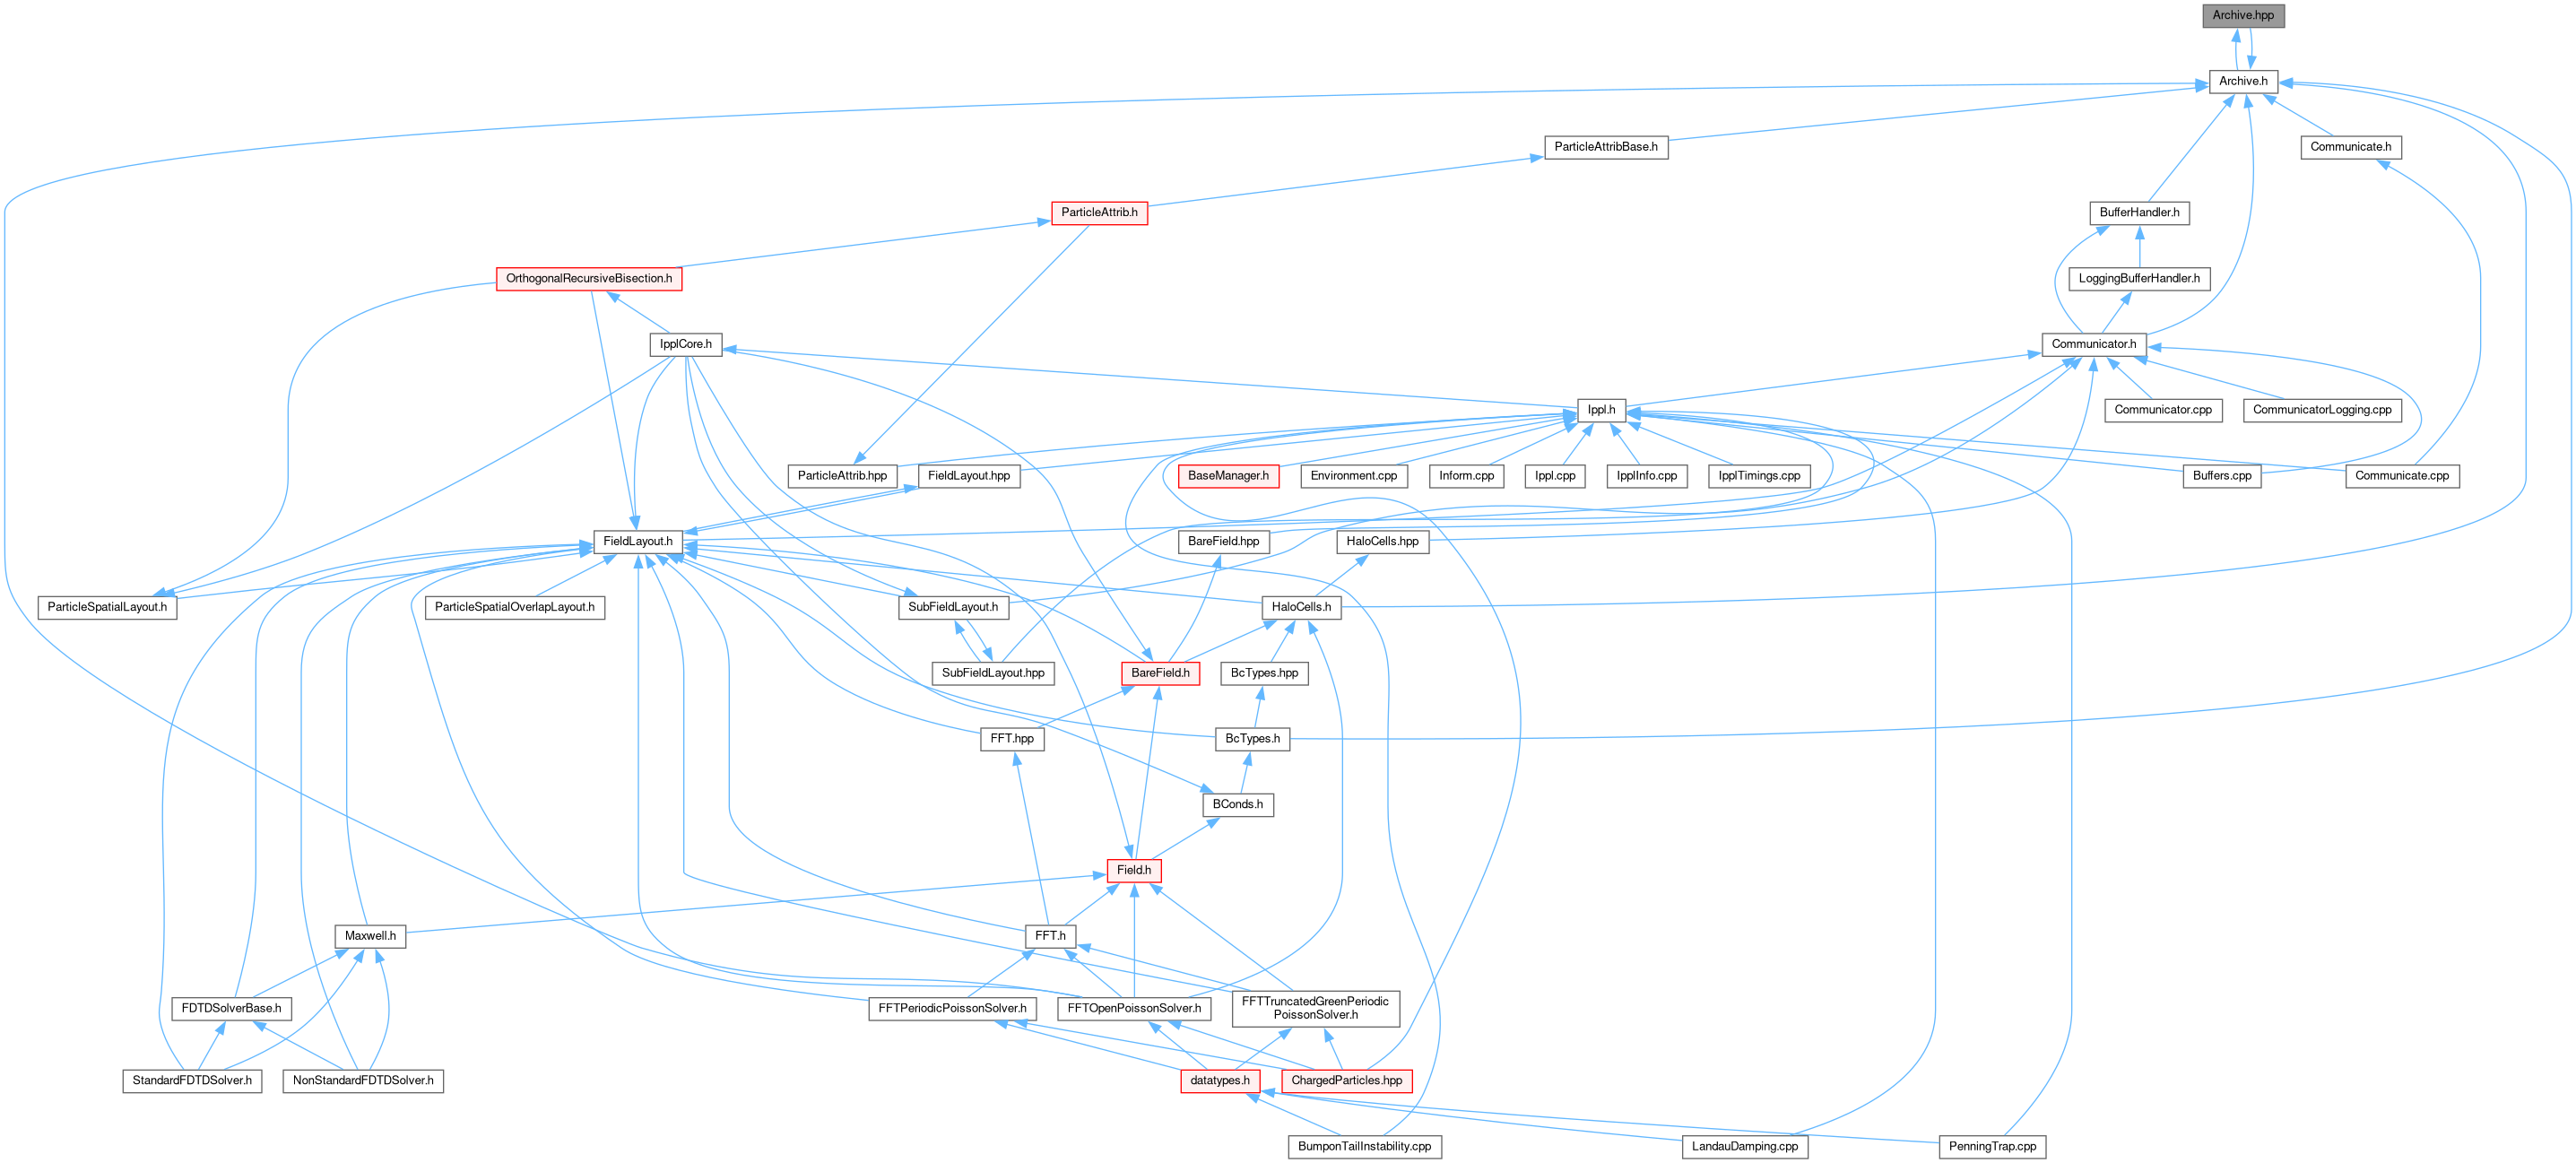 Archive.hpp
Archive.h
ParticleAttribBase.h
Communicate.h
ParticleAttrib.h
BufferHandler.h
OrthogonalRecursiveBisection.h
LoggingBufferHandler.h
IpplCore.h
Communicator.h
Ippl.h
Communicator.cpp
CommunicatorLogging.cpp
ParticleAttrib.hpp
FieldLayout.hpp
BaseManager.h
Environment.cpp
Inform.cpp
Ippl.cpp
IpplInfo.cpp
IpplTimings.cpp
Buffers.cpp
Communicate.cpp
FieldLayout.h
BareField.hpp
HaloCells.hpp
ParticleSpatialLayout.h
ParticleSpatialOverlapLayout.h
SubFieldLayout.h
HaloCells.h
SubFieldLayout.hpp
BareField.h
BcTypes.hpp
FFT.hpp
BcTypes.h
BConds.h
Field.h
Maxwell.h
FFT.h
FDTDSolverBase.h
FFTPeriodicPoissonSolver.h
FFTOpenPoissonSolver.h
FFTTruncatedGreenPeriodic
PoissonSolver.h
StandardFDTDSolver.h
NonStandardFDTDSolver.h
datatypes.h
ChargedParticles.hpp
BumponTailInstability.cpp
LandauDamping.cpp
PenningTrap.cpp